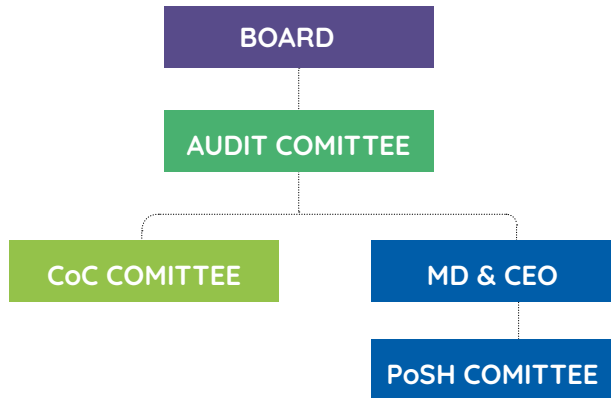 BOARD
AUDIT COMITTEE
CoC COMITTEE
MD & CEO
PoSH COMITTEE